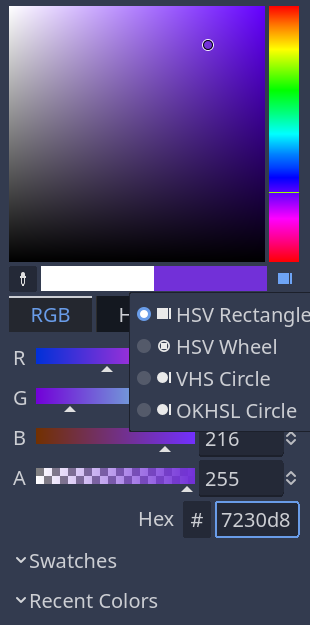 RGB
H
HSV Rectangle
HSV Wheel
VHS Circle
OKHSL Circle
R
G
B 216
A 255
Hex # 7230d8
Swatches
Recent Colors